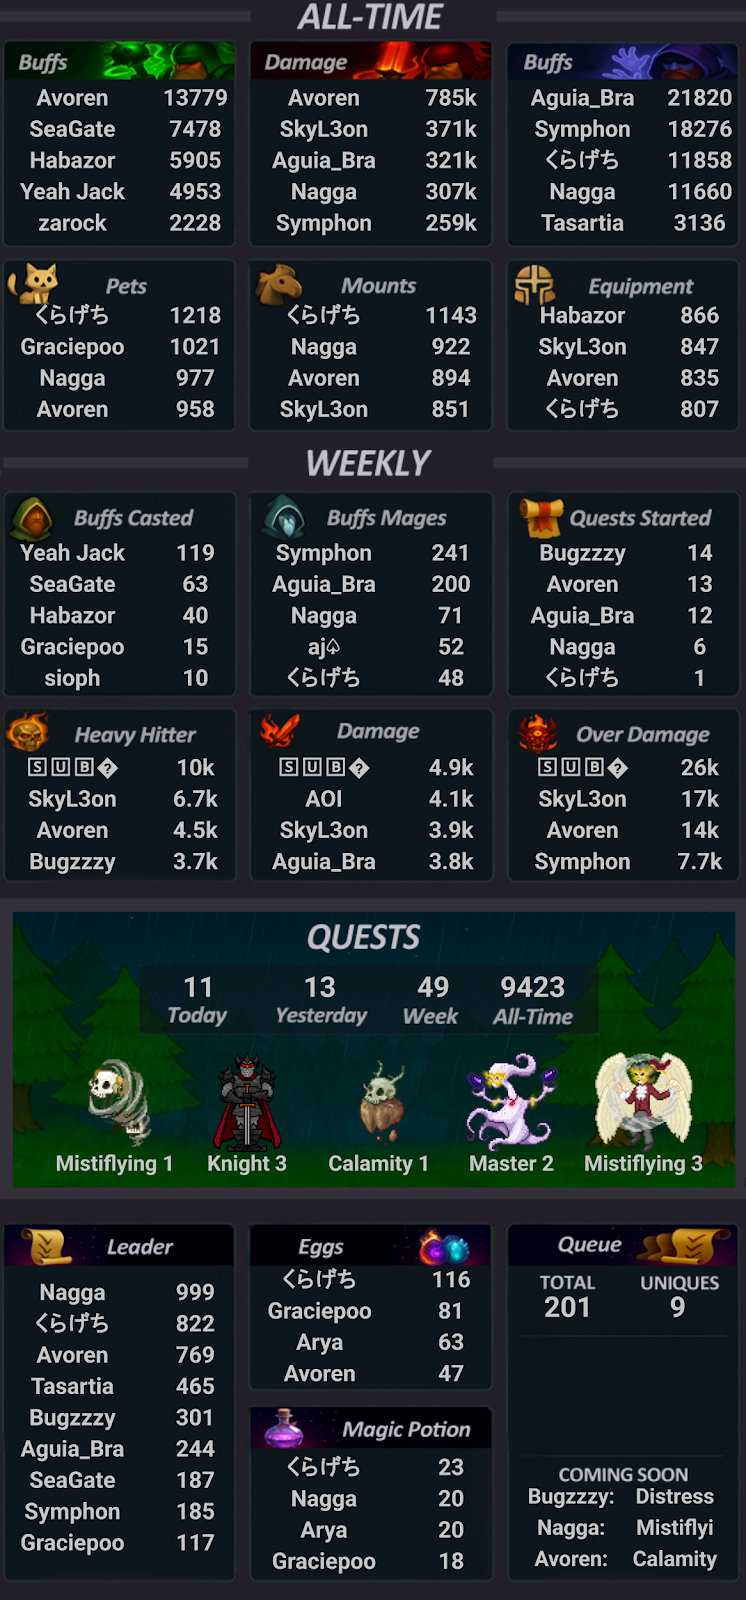 ALL-TIME
Buffs
Avoren 13779
SeaGate 7478
Habazor 5905
Yeah Jack 4953
zarock 2228
Damage
Avoren 785k
SkyL3on 371k
Aguia_Bra 321k
Nagga 307k
Symphon 259k
Buffs
Aguia_Bra 21820
Symphon 18276
くらげち 11858
Nagga 11660
Tasartia 3136
Pets
くらげち 1218
Graciepoo 1021
Nagga 977
Avoren 958
Mounts
くらげち 1143
Nagga 922
Avoren 894
SkyL3on 851
Equipment
Habazor 866
SkyL3on 847
Avoren 835
くらげち 807
WEEKLY
Buffs Casted
Yeah Jack 119
SeaGate 63
Habazor 40
Graciepoo 15
sioph 10
Buffs Mages
Symphon 241
Aguia_Bra 200
Nagga 71
aj♤ 52
くらげち 48
Quests Started
Bugzzzy 14
Avoren 13
Aguia_Bra 12
Nagga 6
くらげち 1
Heavy Hitter
🅂🅄🄱� 10k
SkyL3on 6.7k
Avoren 4.5k
Bugzzzy 3.7k
Damage
🅂🅄🄱� 4.9k
AOI 4.1k
SkyL3on 3.9k
Aguia_Bra 3.8k
Over Damage
🅂🅄🄱� 26k
SkyL3on 17k
Avoren 14k
Symphon 7.7k
QUESTS
11 13 49 9423
Today Yesterday Week All-Time
Mistiflying 1 Knight 3 Calamity 1 Master 2 Mistiflying 3
Leader
Nagga 999
くらげち 822
Avoren 769
Tasartia 465
Bugzzzy 301
Aguia_Bra 244
SeaGate 187
Symphon 185
Graciepoo 117
Eggs
くらげち 116
Graciepoo 81
Arya 63
Avoren 47
Magic Potion
くらげち 23
Nagga 20
Arya 20
Graciepoo 18
Queue
TOTAL UNIQUES
201 9
COMING SOON
Bugzzzy: Distress
Nagga: Mistiflyi
Avoren: Calamity